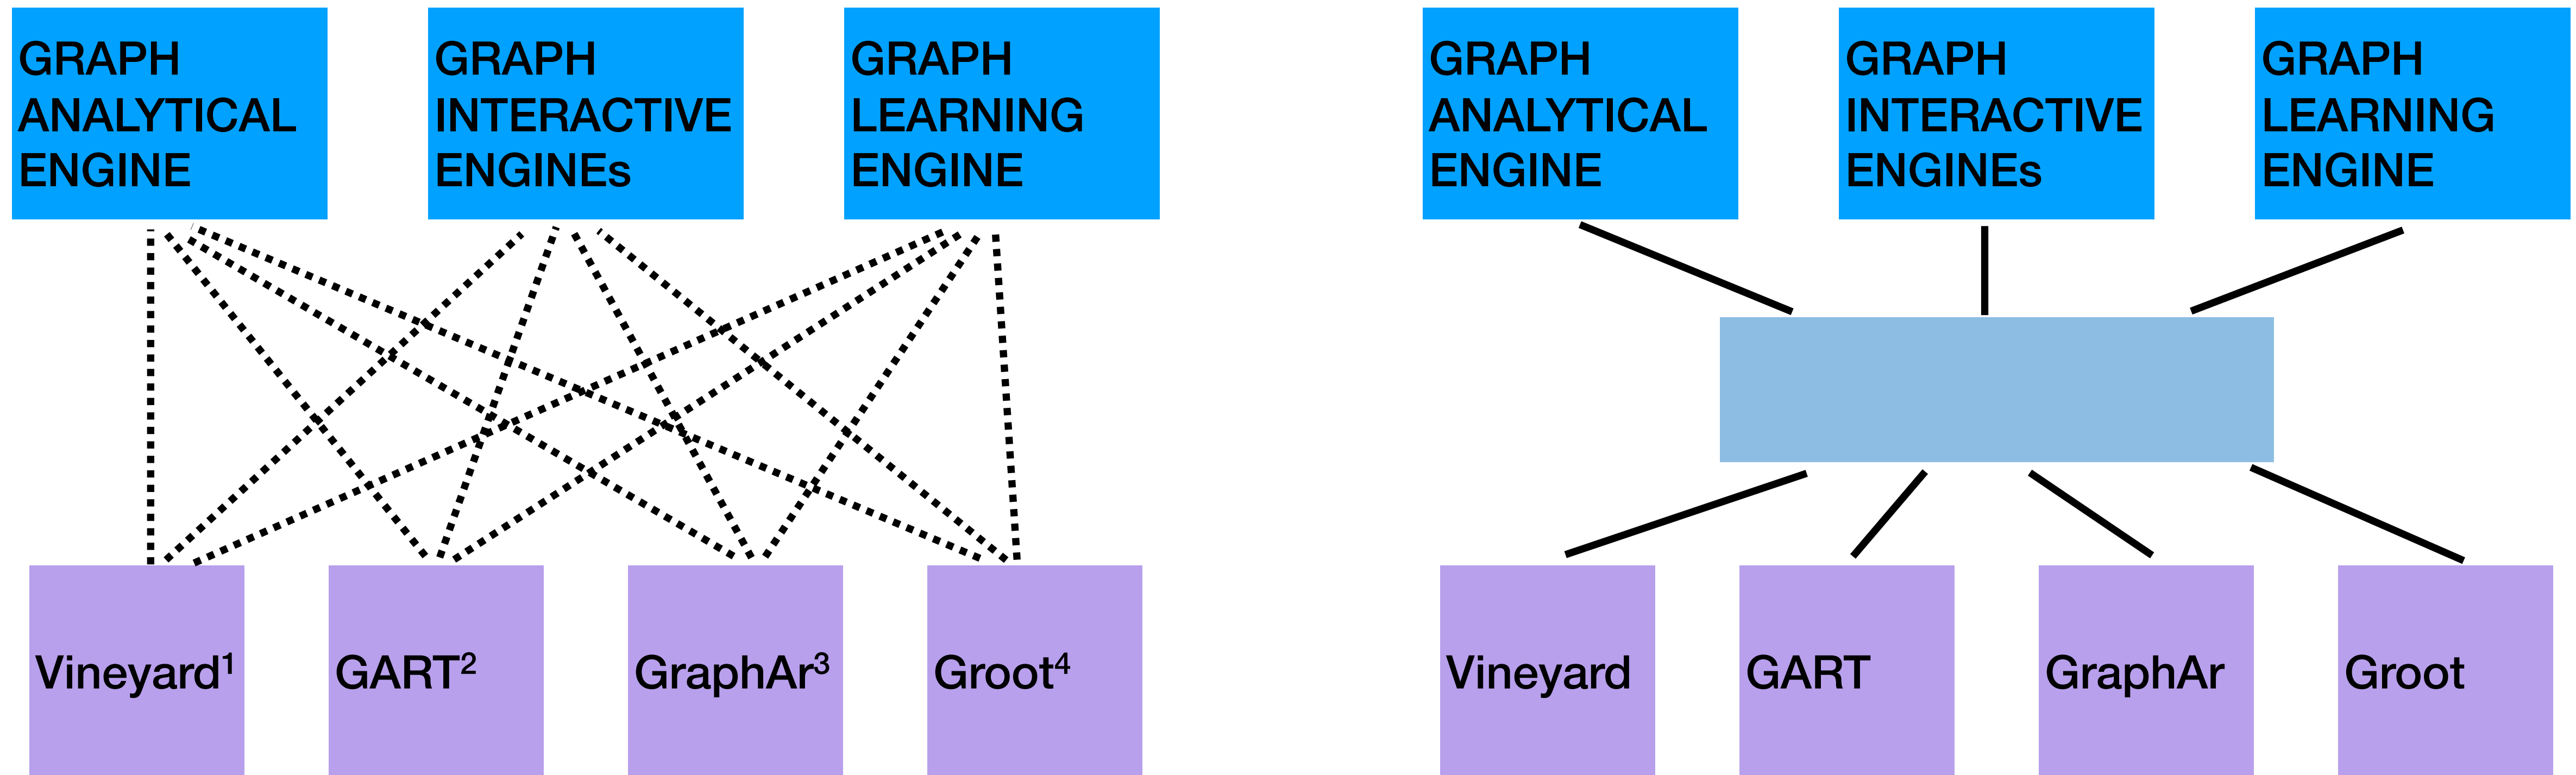 GRAPH
ANALYTICAL
ENGINE
GRAPH
INTERACTIVE
ENGINEs
GRAPH
LEARNING
ENGINE
GRAPH
ANALYTICAL
ENGINE
GRAPH
INTERACTIVE
ENGINEs
GRAPH
LEARNING
ENGINE
Vineyard¹
GART²
GraphAr³
Groot⁴
Vineyard
GART
GraphAr
Groot